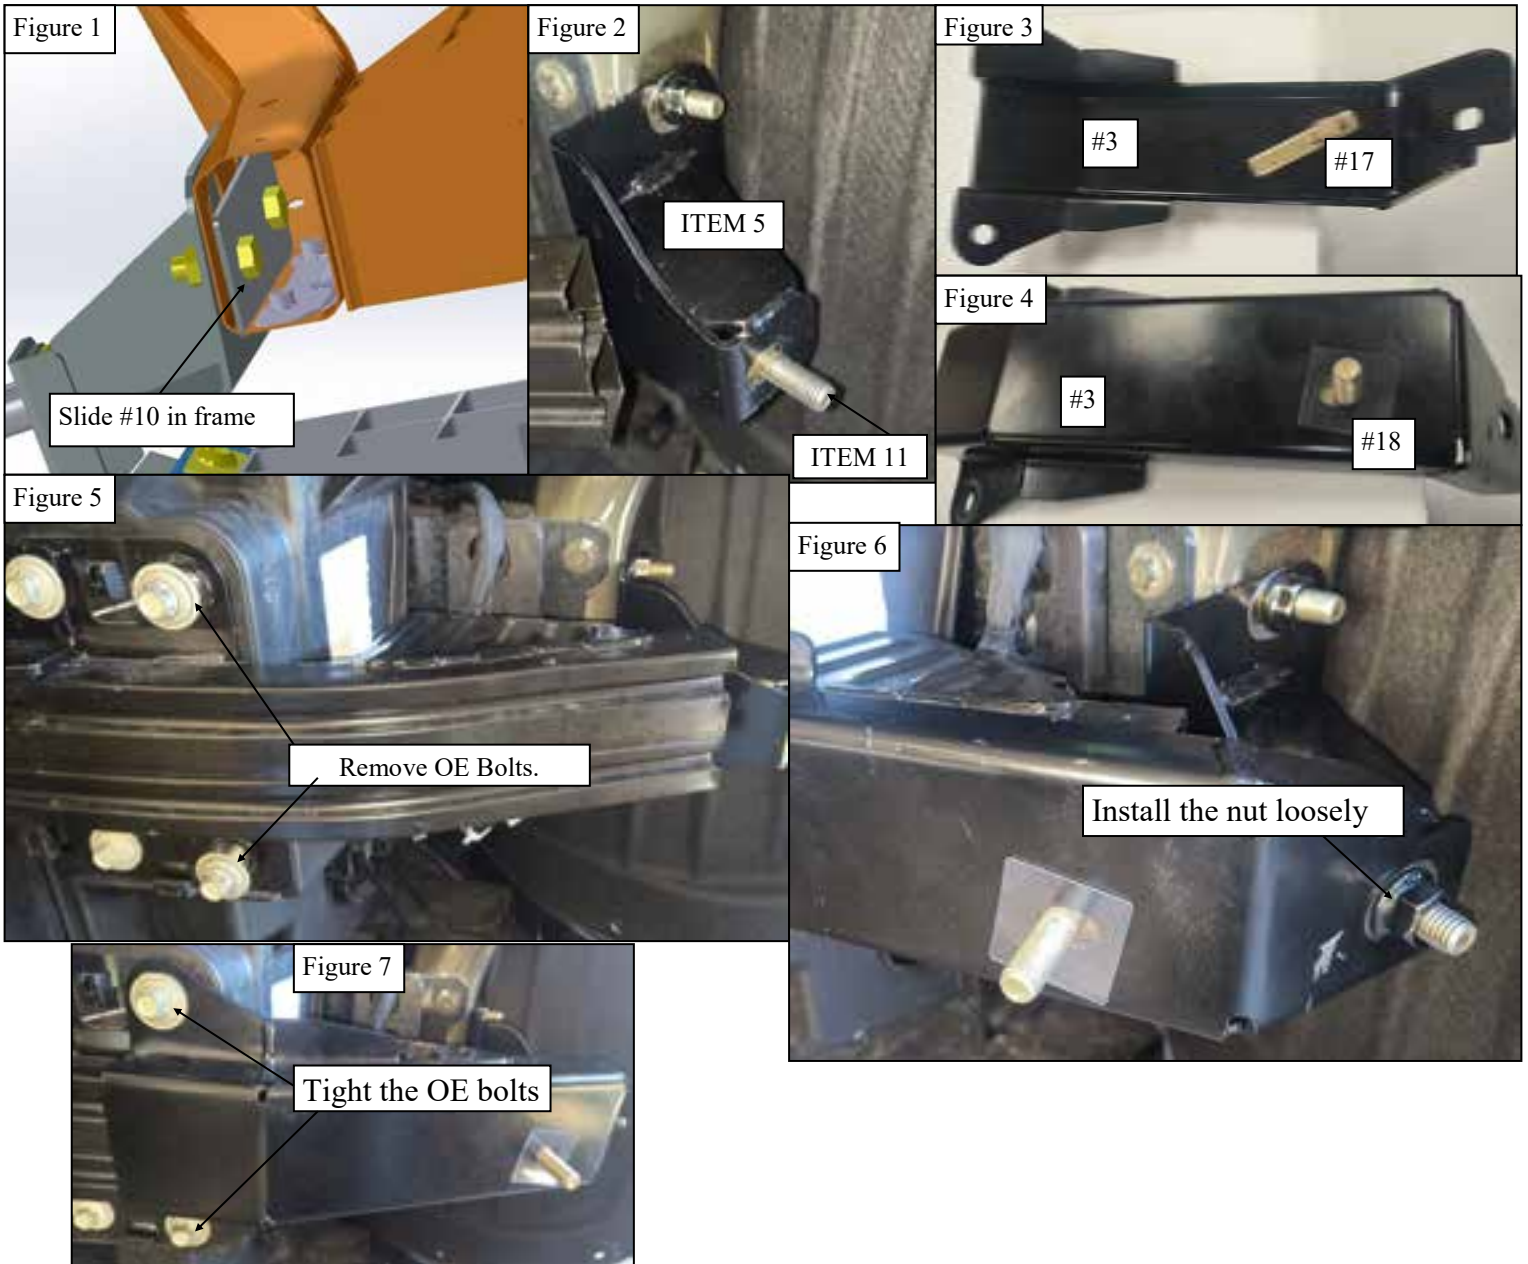 Figure 1
Slide #10 in frame
Figure 2
ITEM 5
ITEM 11
Figure 3
#3
#17
Figure 4
#3
#18
Figure 5
Remove OE Bolts.
Figure 6
Install the nut loosely
Figure 7
Tight the OE bolts